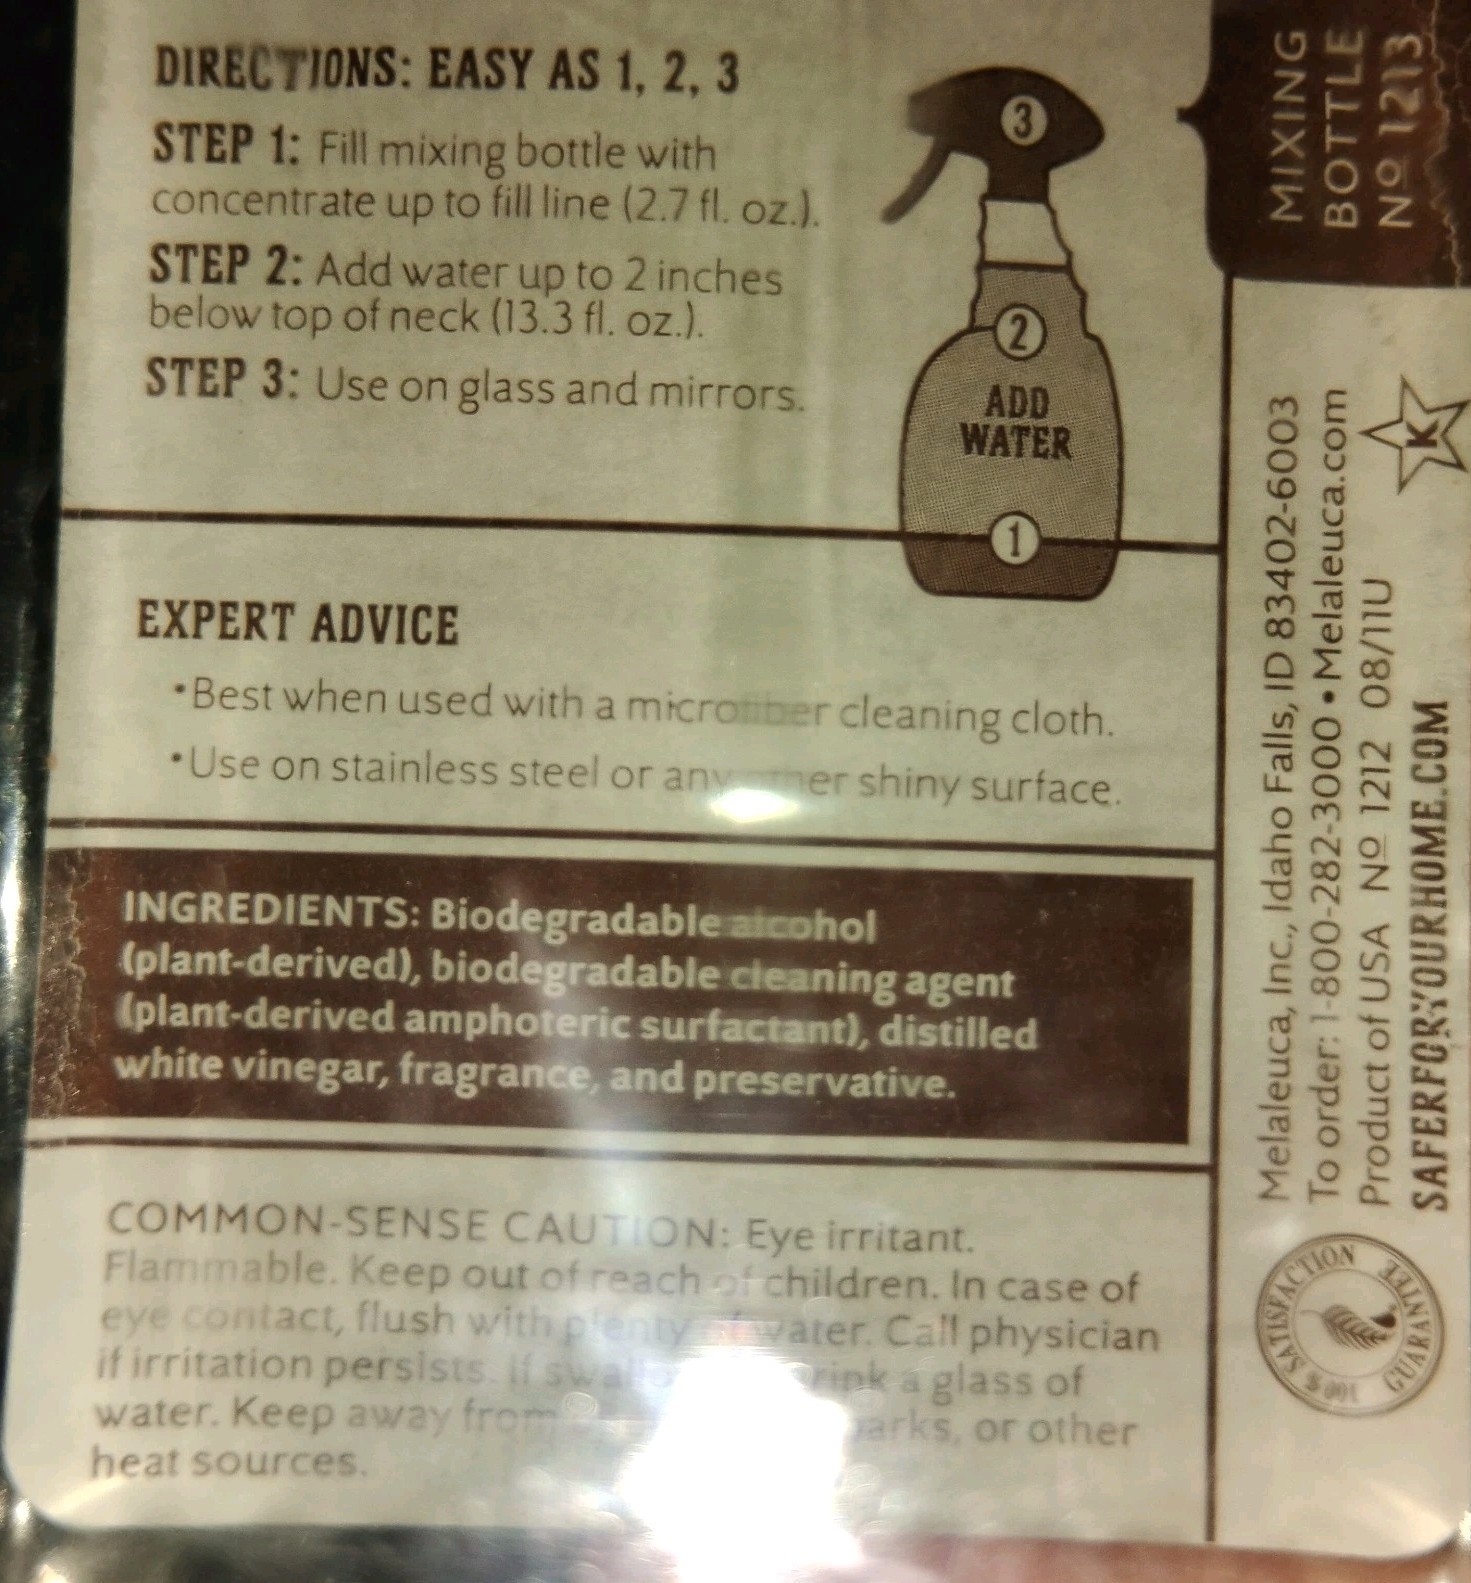 DIRECTIONS: EASY AS 1, 2, 3
STEP 1: Fill mixing bottle with
concentrate up to fill line (2.7 fl. oz.).
STEP 2: Add water up to 2 inches
below top of neck (13.3 fl. oz.).
STEP 3: Use on glass and mirrors.
3
2
ADD
WATER
1
EXPERT ADVICE
•Best when used with a microfiber cleaning cloth.
•Use on stainless steel or any other shiny surface.
INGREDIENTS: Biodegradable alcohol
(plant-derived), biodegradable cleaning agent
(plant-derived amphoteric surfactant), distilled
white vinegar, fragrance, and preservative.
COMMON-SENSE CAUTION: Eye irritant.
Flammable. Keep out of reach of children. In case of
eye contact, flush with plenty of water. Call physician
if irritation persists. If drink a glass of
water. Keep away from sparks, or other
heat sources.
MIXING
BOTTLE
Nº 1213
Melaleuca, Inc., Idaho Falls, ID 83402-6003
To order: 1-800-282-3000 • Melaleuca.com
Product of USA Nº 1212 08/11U
K
SAFERFORYOURHOME.COM
100% SATISFACTION GUARANTEE